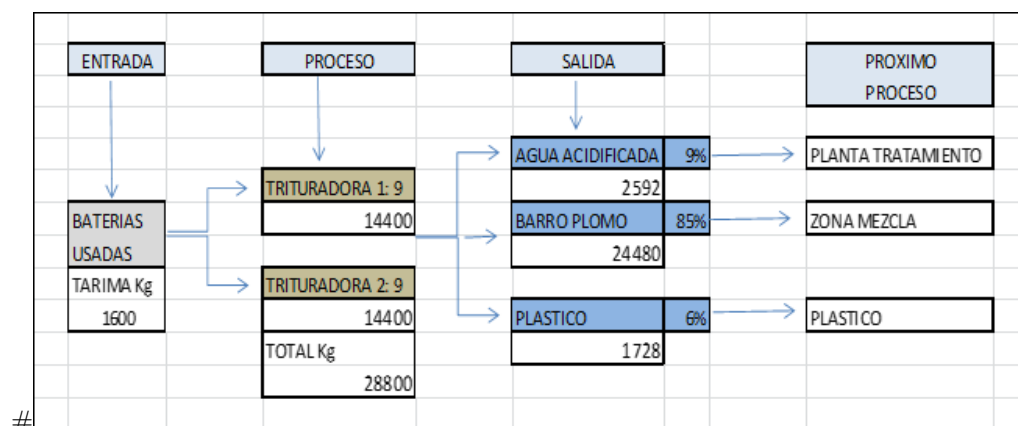 ENTRADA
PROCESO
SALIDA
PROXIMO
PROCESO
AGUA ACIDIFICADA 9%
PLANTA TRATAMIENTO
TRITURADORA 1: 9
2592
BATERIAS
USADAS
14400
BARRO PLOMO 85%
ZONA MEZCLA
24480
TARIMA Kg
1600
TRITURADORA 2: 9
14400
PLASTICO 6%
PLASTICO
TOTAL Kg
1728
28800
#